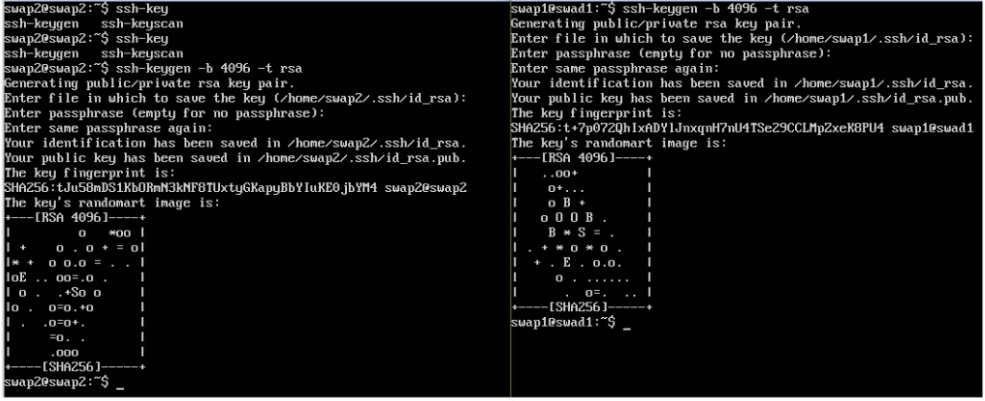 swap2@swap2:~$ ssh-key
ssh-keygen   ssh-keyscan
swap2@swap2:~$ ssh-key
ssh-keygen   ssh-keyscan
swap2@swap2:~$ ssh-keygen -b 4096 -t rsa
Generating public/private rsa key pair.
Enter file in which to save the key (/home/swap2/.ssh/id_rsa):
Enter passphrase (empty for no passphrase):
Enter same passphrase again:
Your identification has been saved in /home/swap2/.ssh/id_rsa.
Your public key has been saved in /home/swap2/.ssh/id_rsa.pub.
The key fingerprint is:
SHA256:tJu58mDS1KbORmN3kNF8TUxtyGKapyBbYIuKE0jbYM4 swap2@swap2
The key's randomart image is:
+---[RSA 4096]----+
|          o   *oo |
| +    o . o + = o|
|* +  o o.o = . . |
|oE .. oo=.o .    |
| o .  .+So o     |
|o .  o=o.+o      |
| .  .o=o+.       |
|     =o. .       |
|     .ooo        |
+----[SHA256]-----+
swap2@swap2:~$ _
swap1@swad1:~$ ssh-keygen -b 4096 -t rsa
Generating public/private rsa key pair.
Enter file in which to save the key (/home/swap1/.ssh/id_rsa):
Enter passphrase (empty for no passphrase):
Enter same passphrase again:
Your identification has been saved in /home/swap1/.ssh/id_rsa.
Your public key has been saved in /home/swap1/.ssh/id_rsa.pub.
The key fingerprint is:
SHA256:t+7p072QhIxADYlJnxqnH7nU4TSe29CCLMpZxeK8PU4 swap1@swad1
The key's randomart image is:
+---[RSA 4096]----+
|   ..oo+         |
|    o+...        |
|    o B +        |
|   o O O B .     |
|    B * S = .    |
| . + * o * o .   |
|  + . E . o.o.   |
|     o . ......  |
|      .  o=.  .. |
+----[SHA256]-----+
swap1@swad1:~$ _